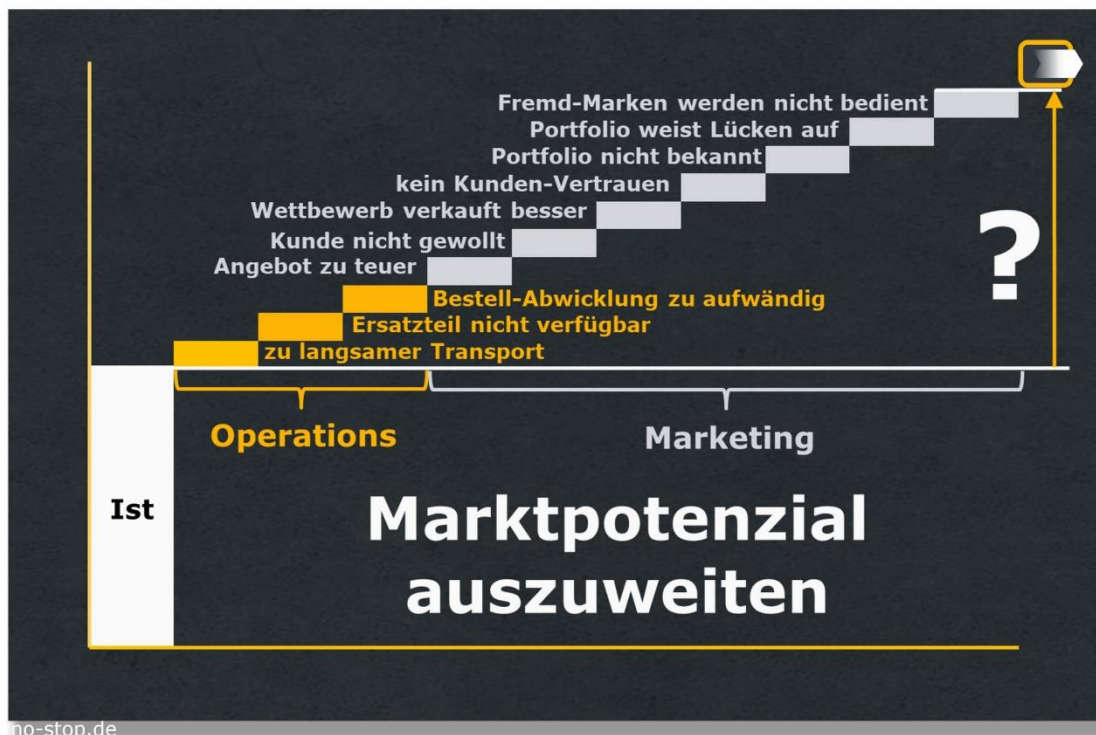 Fremd-Marken werden nicht bedient
Portfolio weist Lücken auf
Portfolio nicht bekannt
kein Kunden-Vertrauen
Wettbewerb verkauft besser
Kunde nicht gewollt
Angebot zu teuer
Bestell-Abwicklung zu aufwändig
Ersatzteil nicht verfügbar
zu langsamer Transport
?
Operations
Marketing
Ist
Marktpotenzial
auszuweiten
no-stop.de